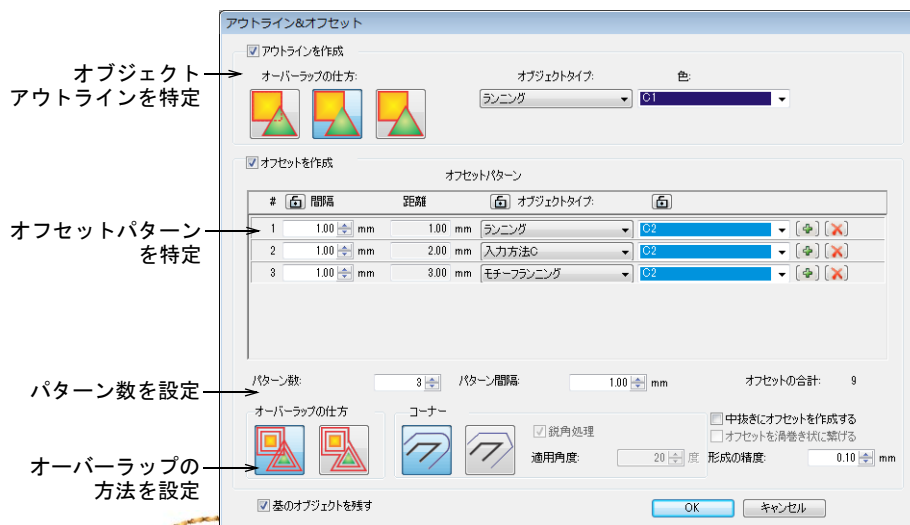 アウトライン&オフセット
アウトラインを作成
オブジェクト
アウトラインを特定
オーバーラップの仕方:
オブジェクトタイプ:
色:
ランニング
C1
オフセットを作成
オフセットパターン
# 間隔 距離 オブジェクトタイプ:
オフセットパターン
を特定
1 1.00 mm 1.00 mm ランニング C2
2 1.00 mm 2.00 mm 入力方法C C2
3 1.00 mm 3.00 mm モチーフランニング C2
パターン数を設定
パターン数: 3 パターン間隔: 1.00 mm オフセットの合計: 9
オーバーラップの仕方
コーナー
鋭角処理
適用角度: 20 度
中抜きにオフセットを作成する
オフセットを渦巻き状に繋げる
形成の精度: 0.10 mm
オーバーラップの
方法を設定
基のオブジェクトを残す
OK
キャンセル